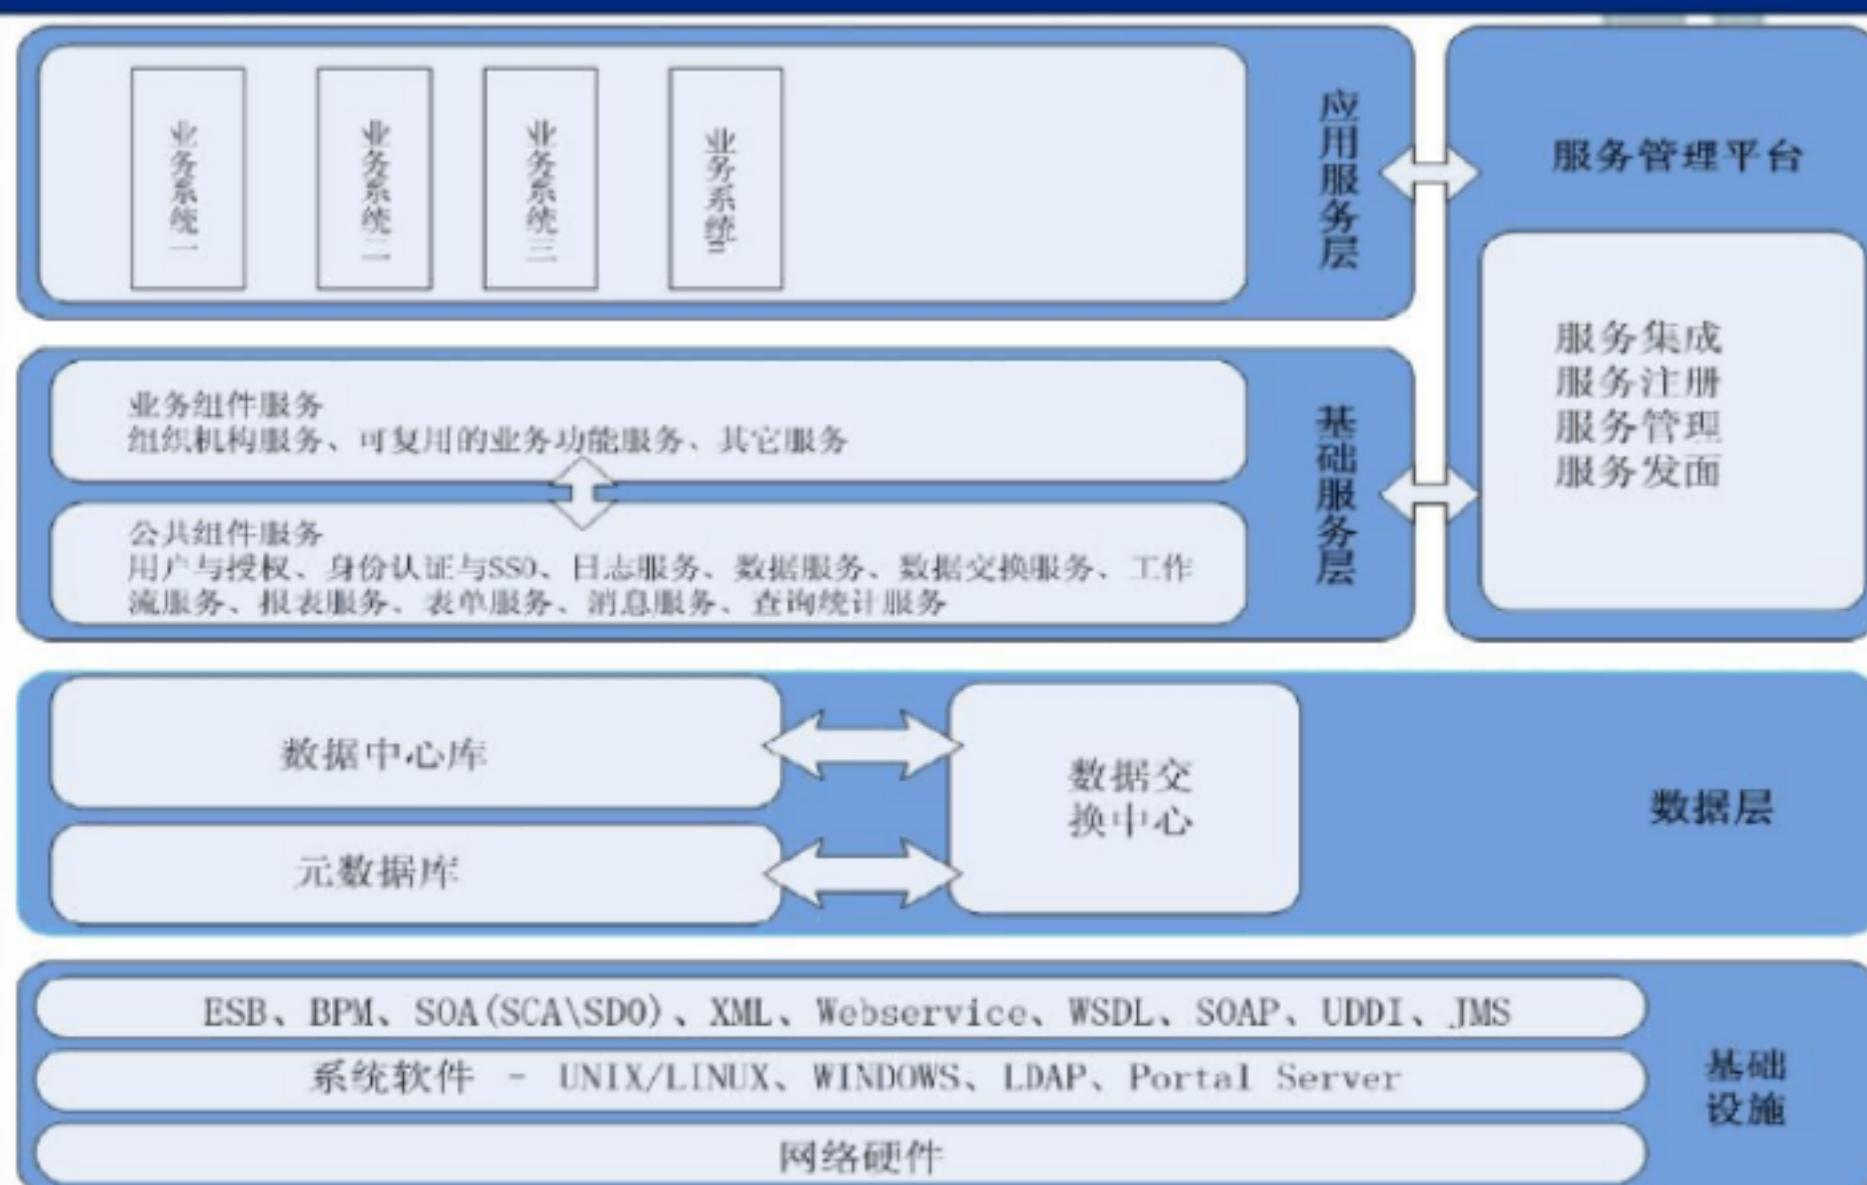 业务系统一
业务系统二
业务系统三
业务系统n
应用服务层
服务管理平台
服务集成
服务注册
服务管理
服务发面
业务组件服务
组织机构服务、可复用的业务功能服务、其它服务
公共组件服务
用户与授权、身份认证与SSO、日志服务、数据服务、数据交换服务、工作
流服务、报表服务、表单服务、消息服务、查询统计服务
基础服务层
数据中心库
元数据库
数据交
换中心
数据层
ESB、BPM、SOA(SCA\SDO)、XML、Webservice、WSDL、SOAP、UDDI、JMS
系统软件 - UNIX/LINUX、WINDOWS、LDAP、Portal Server
网络硬件
基础
设施